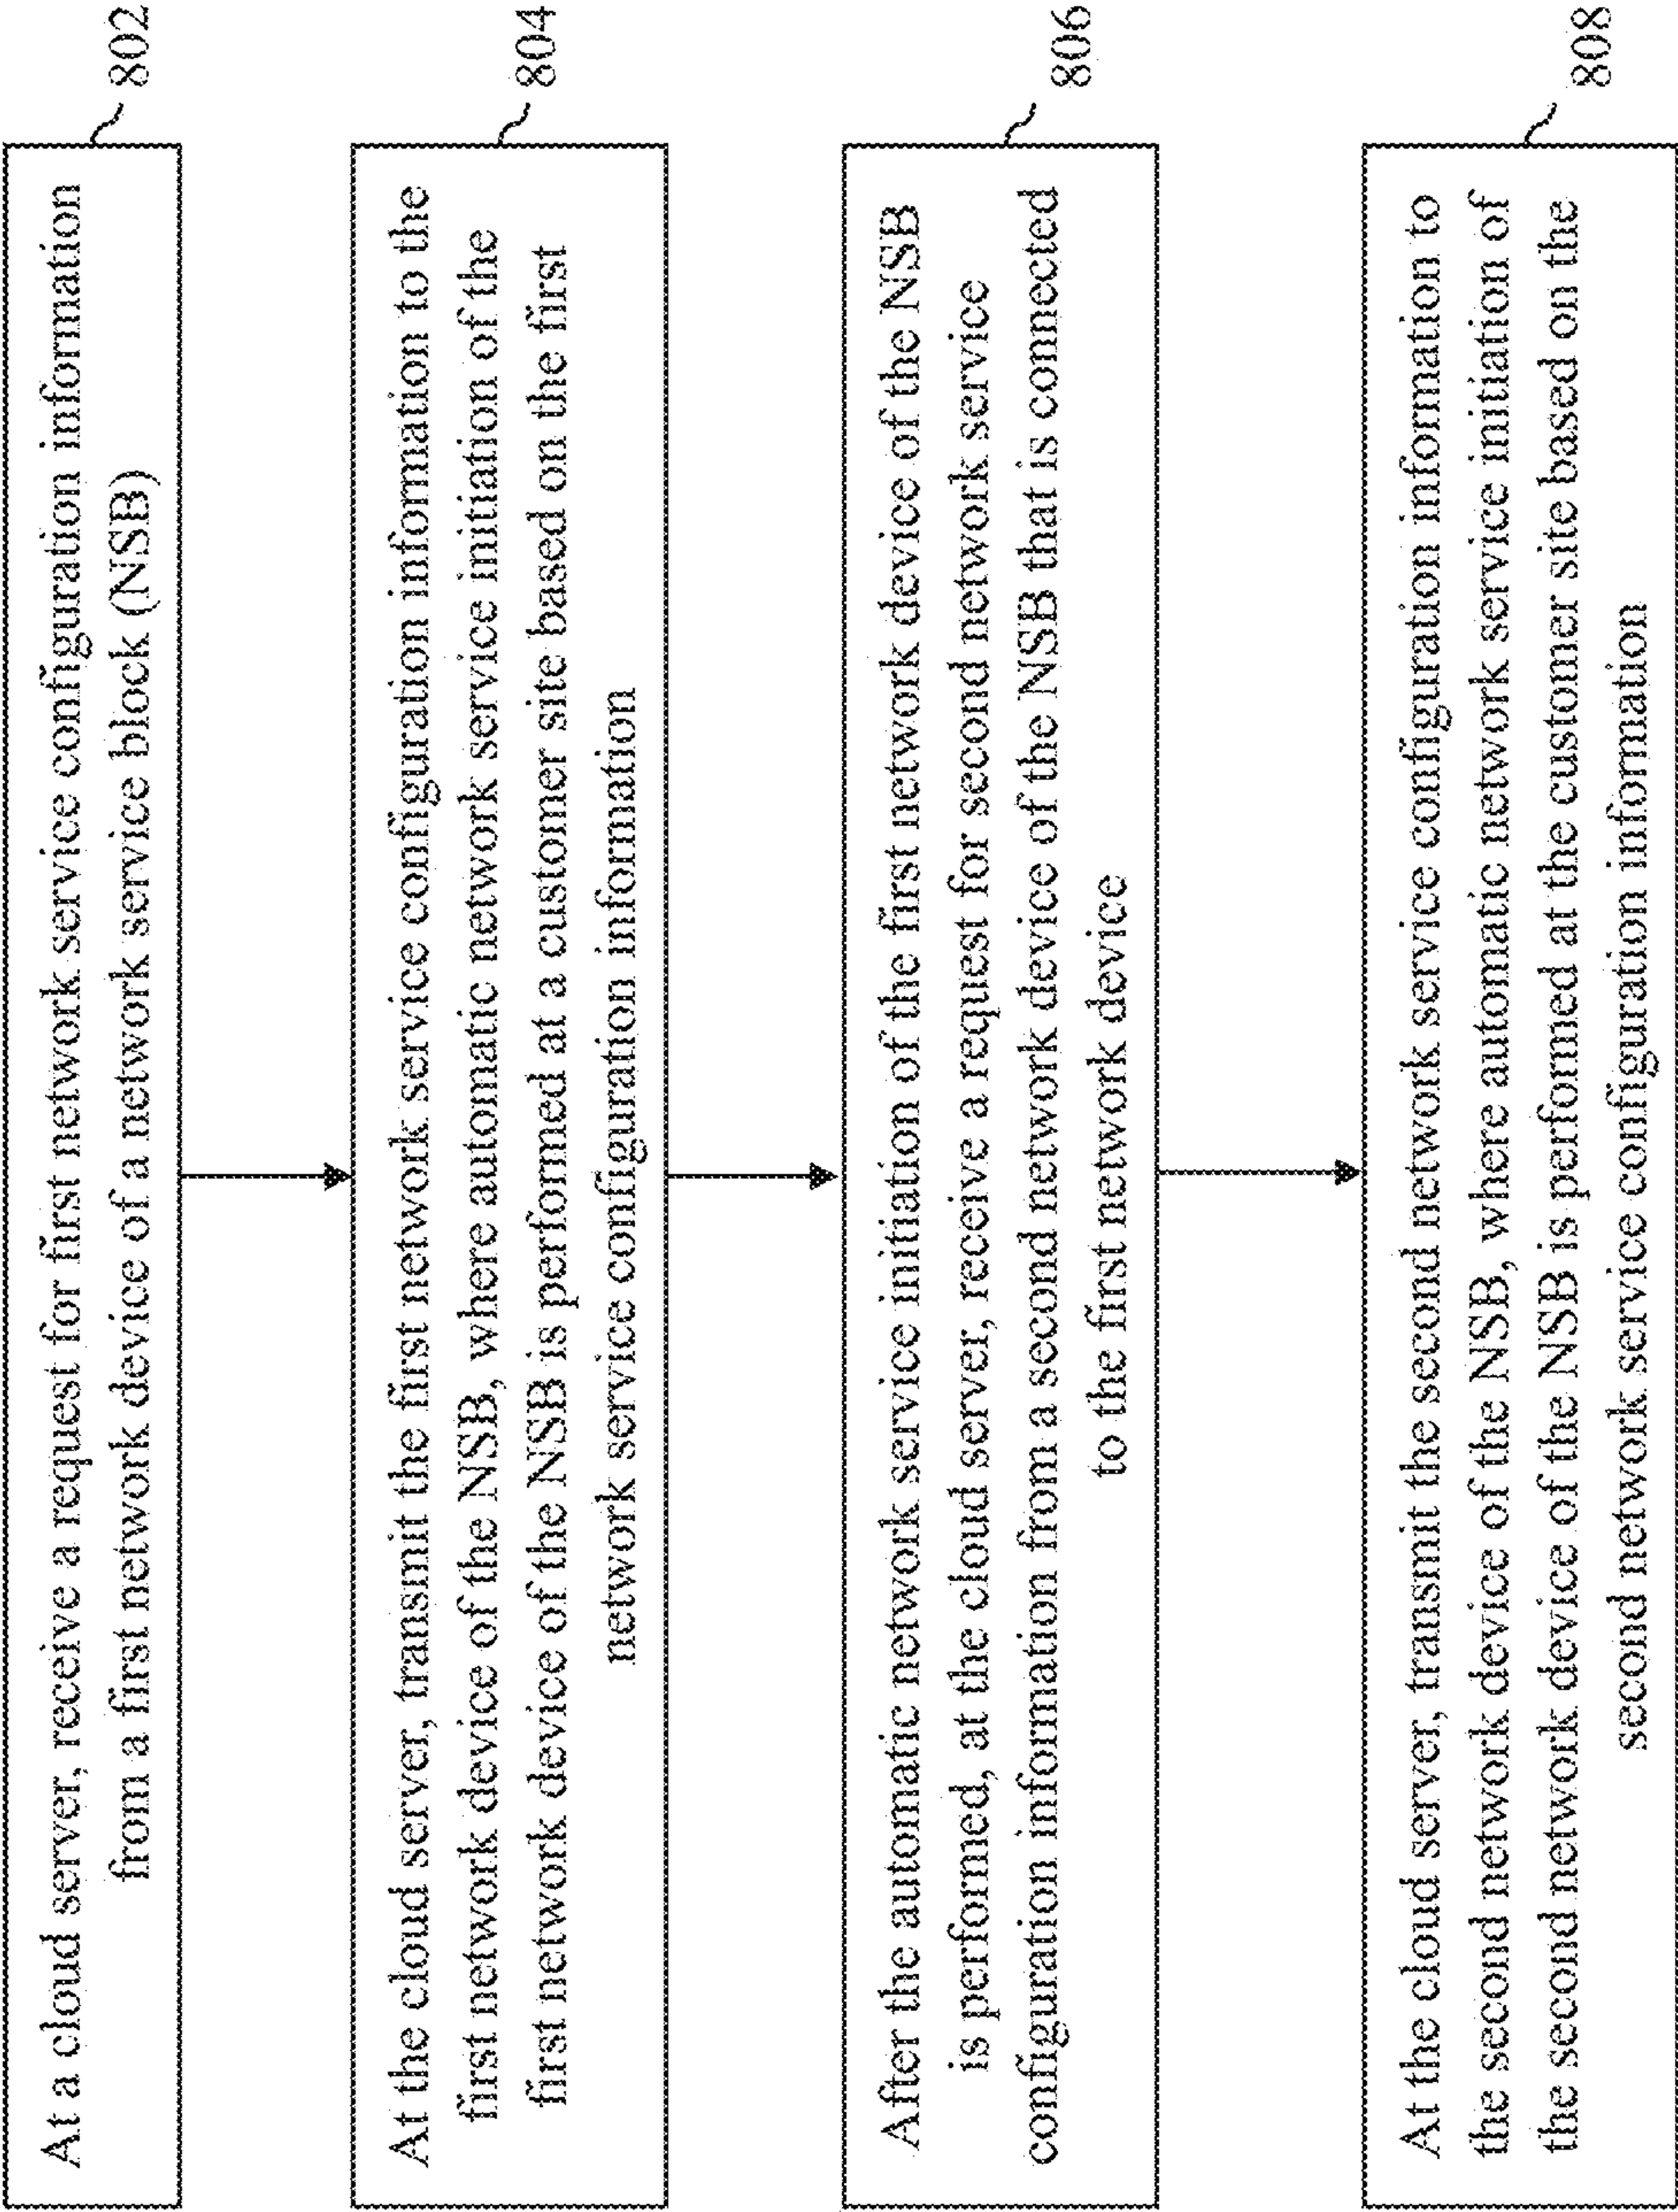 At a cloud server, receive a request for first network service configuration information
from a first network device of a network service block (NSB)
802
At the cloud server, transmit the first network service configuration information to the
first network device of the NSB, where automatic network service initiation of the
first network device of the NSB is performed at a customer site based on the first
network service configuration information
804
After the automatic network service initiation of the first network device of the NSB
is performed, at the cloud server, receive a request for second network service
configuration information from a second network device of the NSB that is connected
to the first network device
806
At the cloud server, transmit the second network service configuration information to
the second network device of the NSB, where automatic network service initiation of
the second network device of the NSB is performed at the customer site based on the
second network service configuration information
808